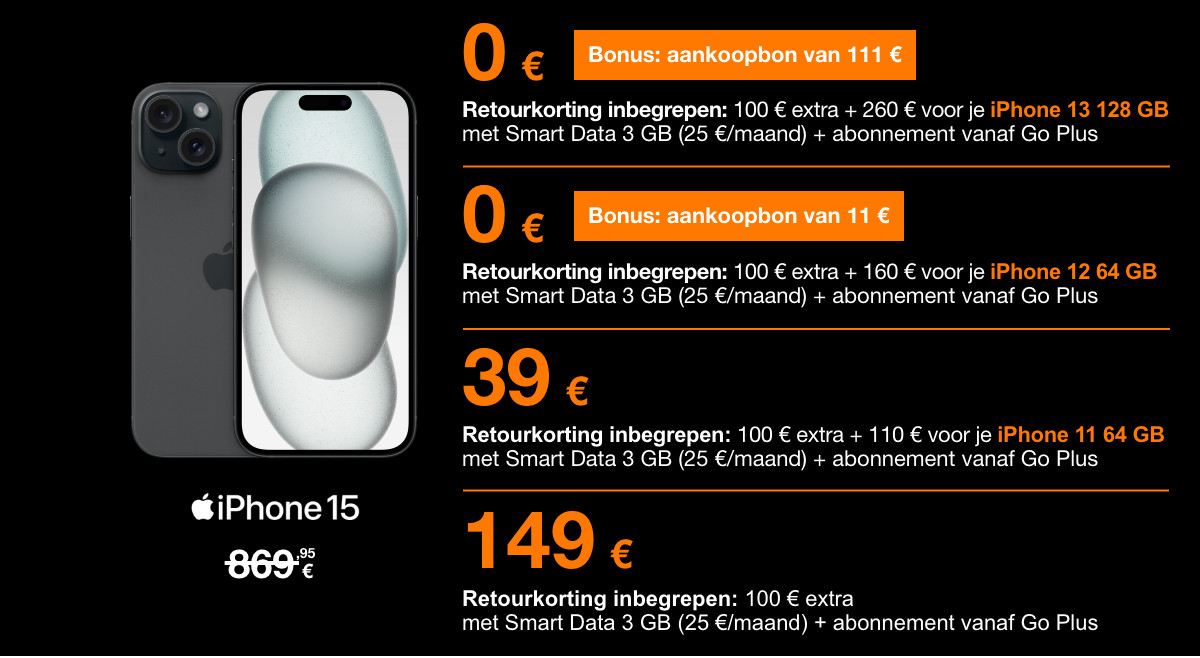 0 €
Bonus: aankoopbon van 111 €
Retourkorting inbegrepen: 100 € extra + 260 € voor je iPhone 13 128 GB
met Smart Data 3 GB (25 €/maand) + abonnement vanaf Go Plus
0 €
Bonus: aankoopbon van 11 €
Retourkorting inbegrepen: 100 € extra + 160 € voor je iPhone 12 64 GB
met Smart Data 3 GB (25 €/maand) + abonnement vanaf Go Plus
39 €
Retourkorting inbegrepen: 100 € extra + 110 € voor je iPhone 11 64 GB
met Smart Data 3 GB (25 €/maand) + abonnement vanaf Go Plus
149 €
Retourkorting inbegrepen: 100 € extra
met Smart Data 3 GB (25 €/maand) + abonnement vanaf Go Plus
iPhone 15
869,95 €